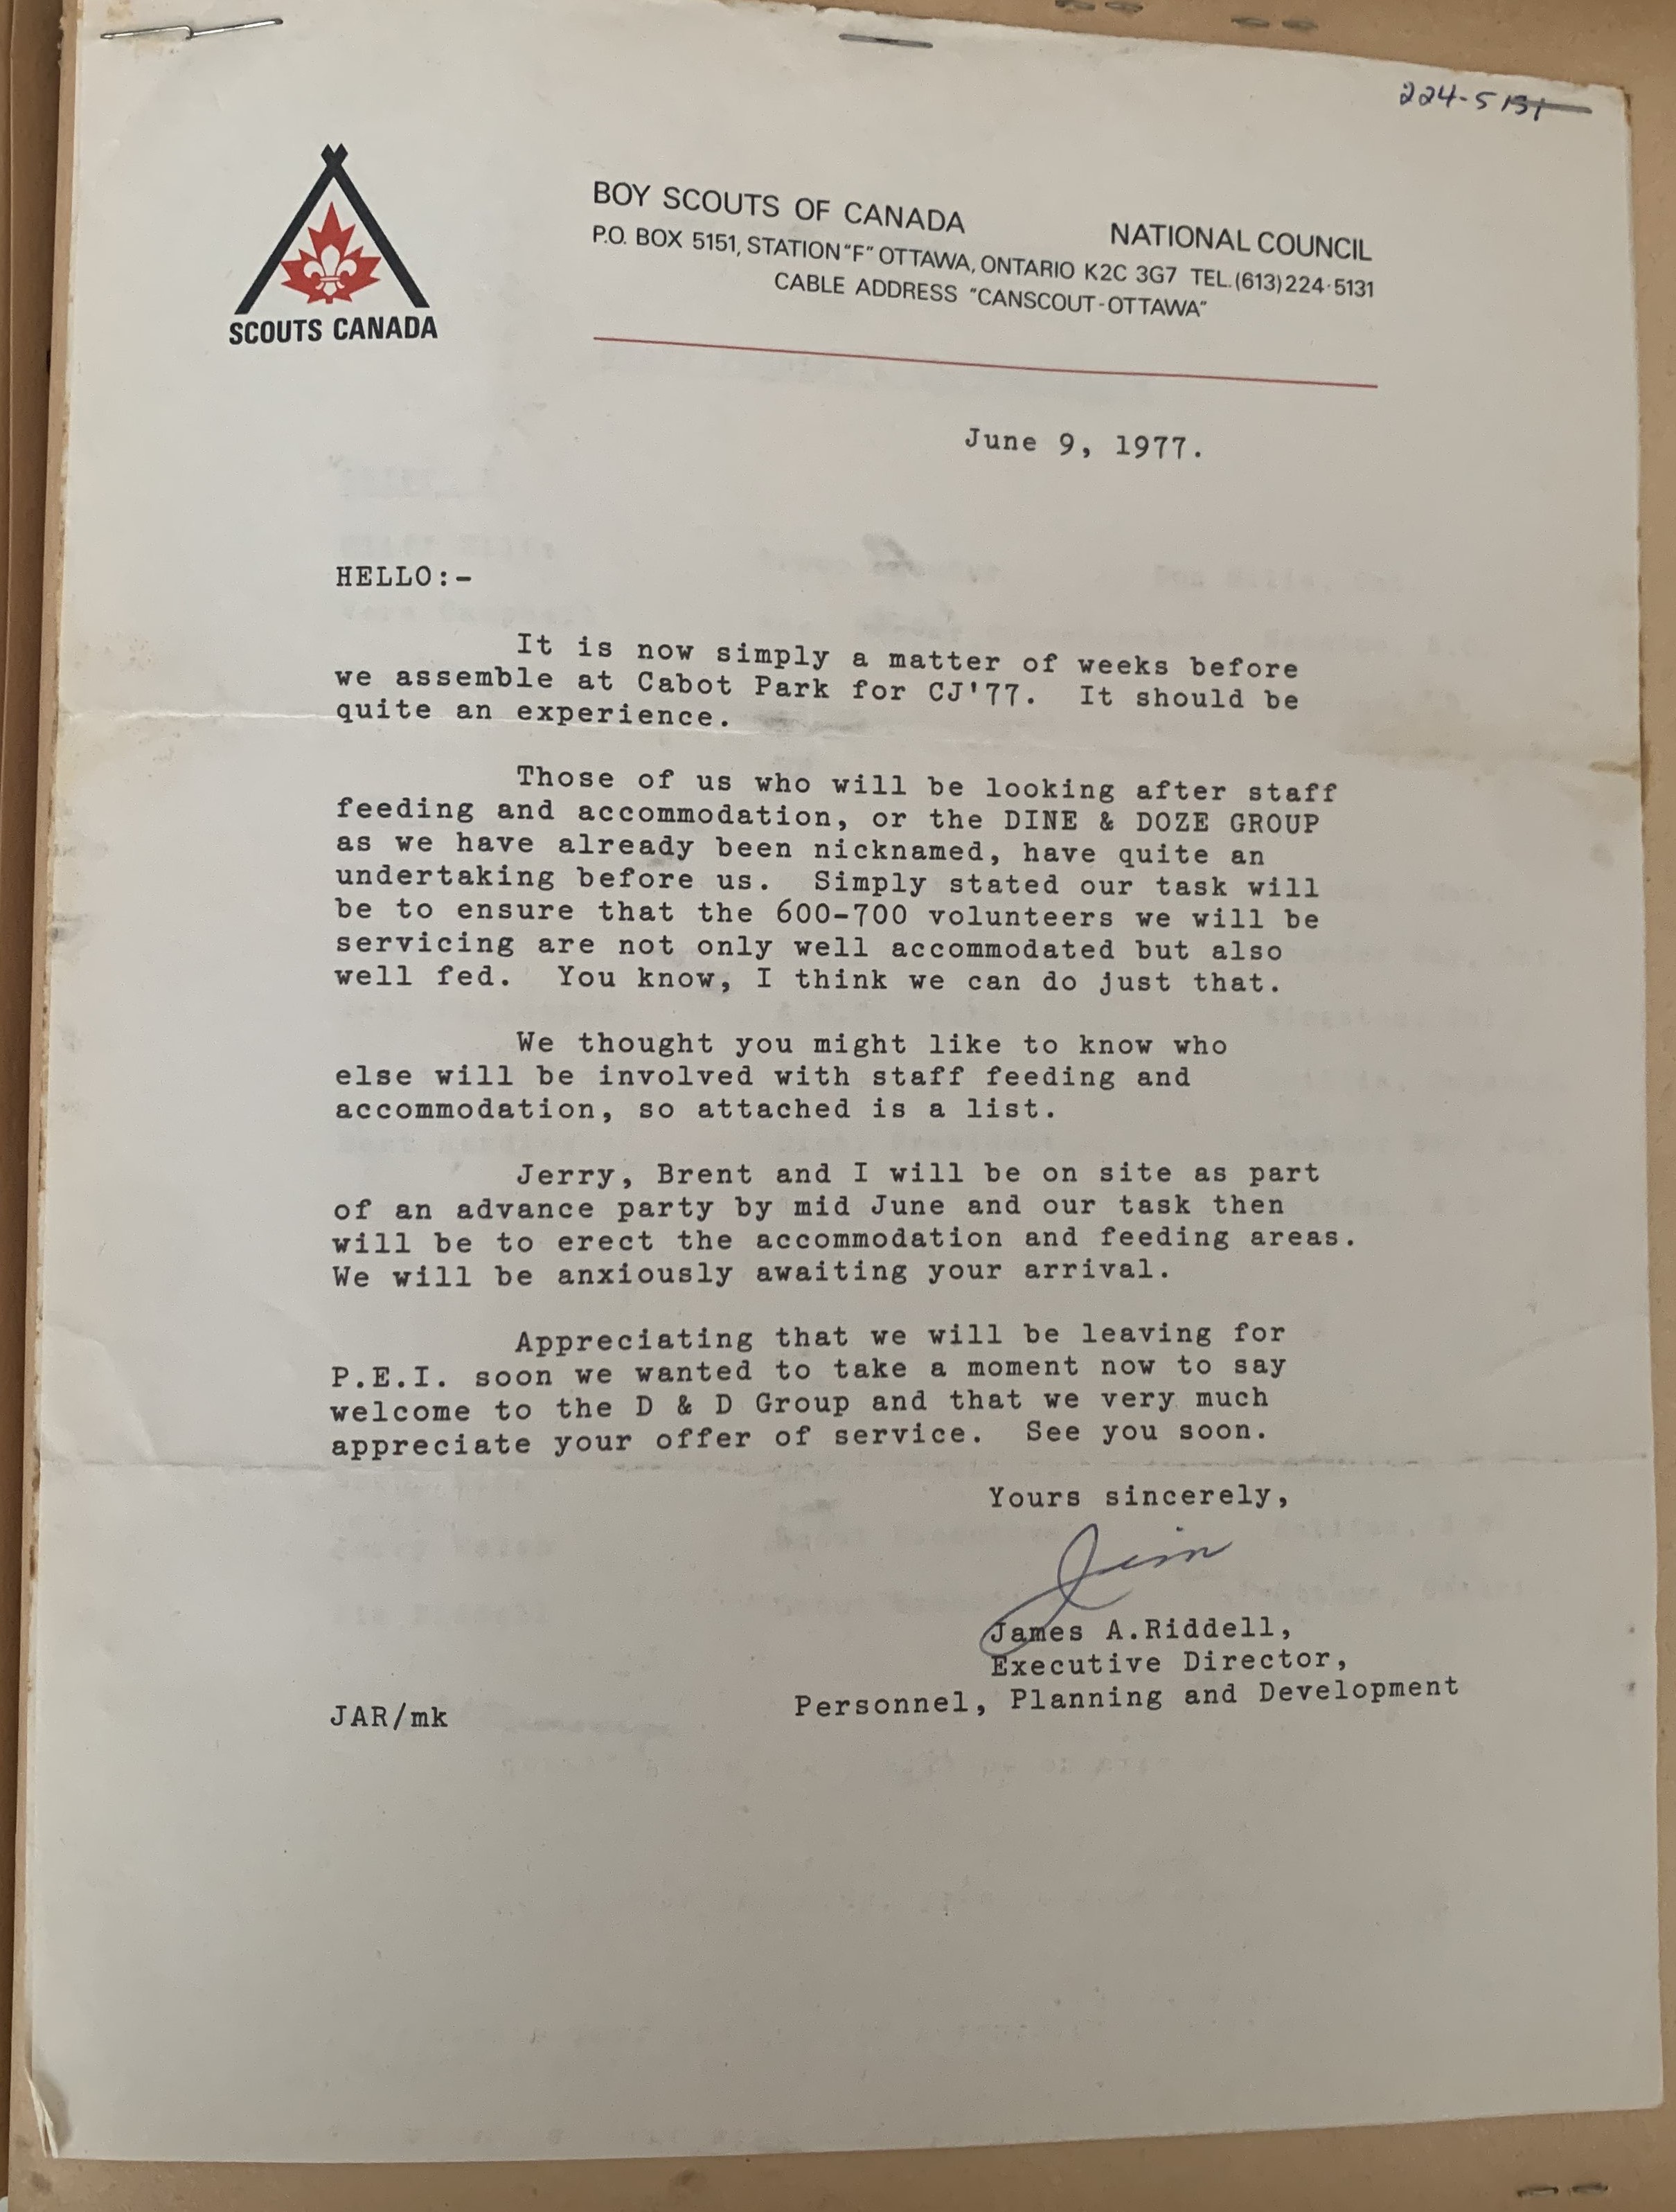 224-5131
SCOUTS CANADA
BOY SCOUTS OF CANADA NATIONAL COUNCIL
P.O. BOX 5151, STATION "F" OTTAWA, ONTARIO K2C 3G7 TEL.(613)224-5131
CABLE ADDRESS "CANSCOUT-OTTAWA"
June 9, 1977.
HELLO:-
It is now simply a matter of weeks before
we assemble at Cabot Park for CJ'77. It should be
quite an experience.
Those of us who will be looking after staff
feeding and accommodation, or the DINE & DOZE GROUP
as we have already been nicknamed, have quite an
undertaking before us. Simply stated our task will
be to ensure that the 600-700 volunteers we will be
servicing are not only well accommodated but also
well fed. You know, I think we can do just that.
We thought you might like to know who
else will be involved with staff feeding and
accommodation, so attached is a list.
Jerry, Brent and I will be on site as part
of an advance party by mid June and our task then
will be to erect the accommodation and feeding areas.
We will be anxiously awaiting your arrival.
Appreciating that we will be leaving for
P.E.I. soon we wanted to take a moment now to say
welcome to the D & D Group and that we very much
appreciate your offer of service. See you soon.
Yours sincerely,
Jim
James A.Riddell,
Executive Director,
Personnel, Planning and Development
JAR/mk